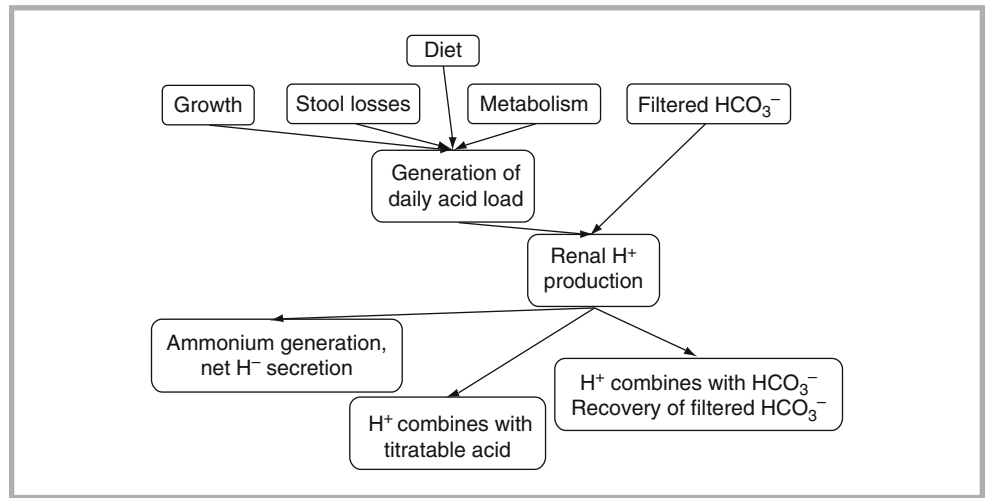 Diet
Growth
Stool losses
Metabolism
Filtered HCO₃⁻
Generation of
daily acid load
Renal H⁺
production
Ammonium generation,
net H⁻ secretion
H⁺ combines with
titratable acid
H⁺ combines with HCO₃⁻
Recovery of filtered HCO₃⁻